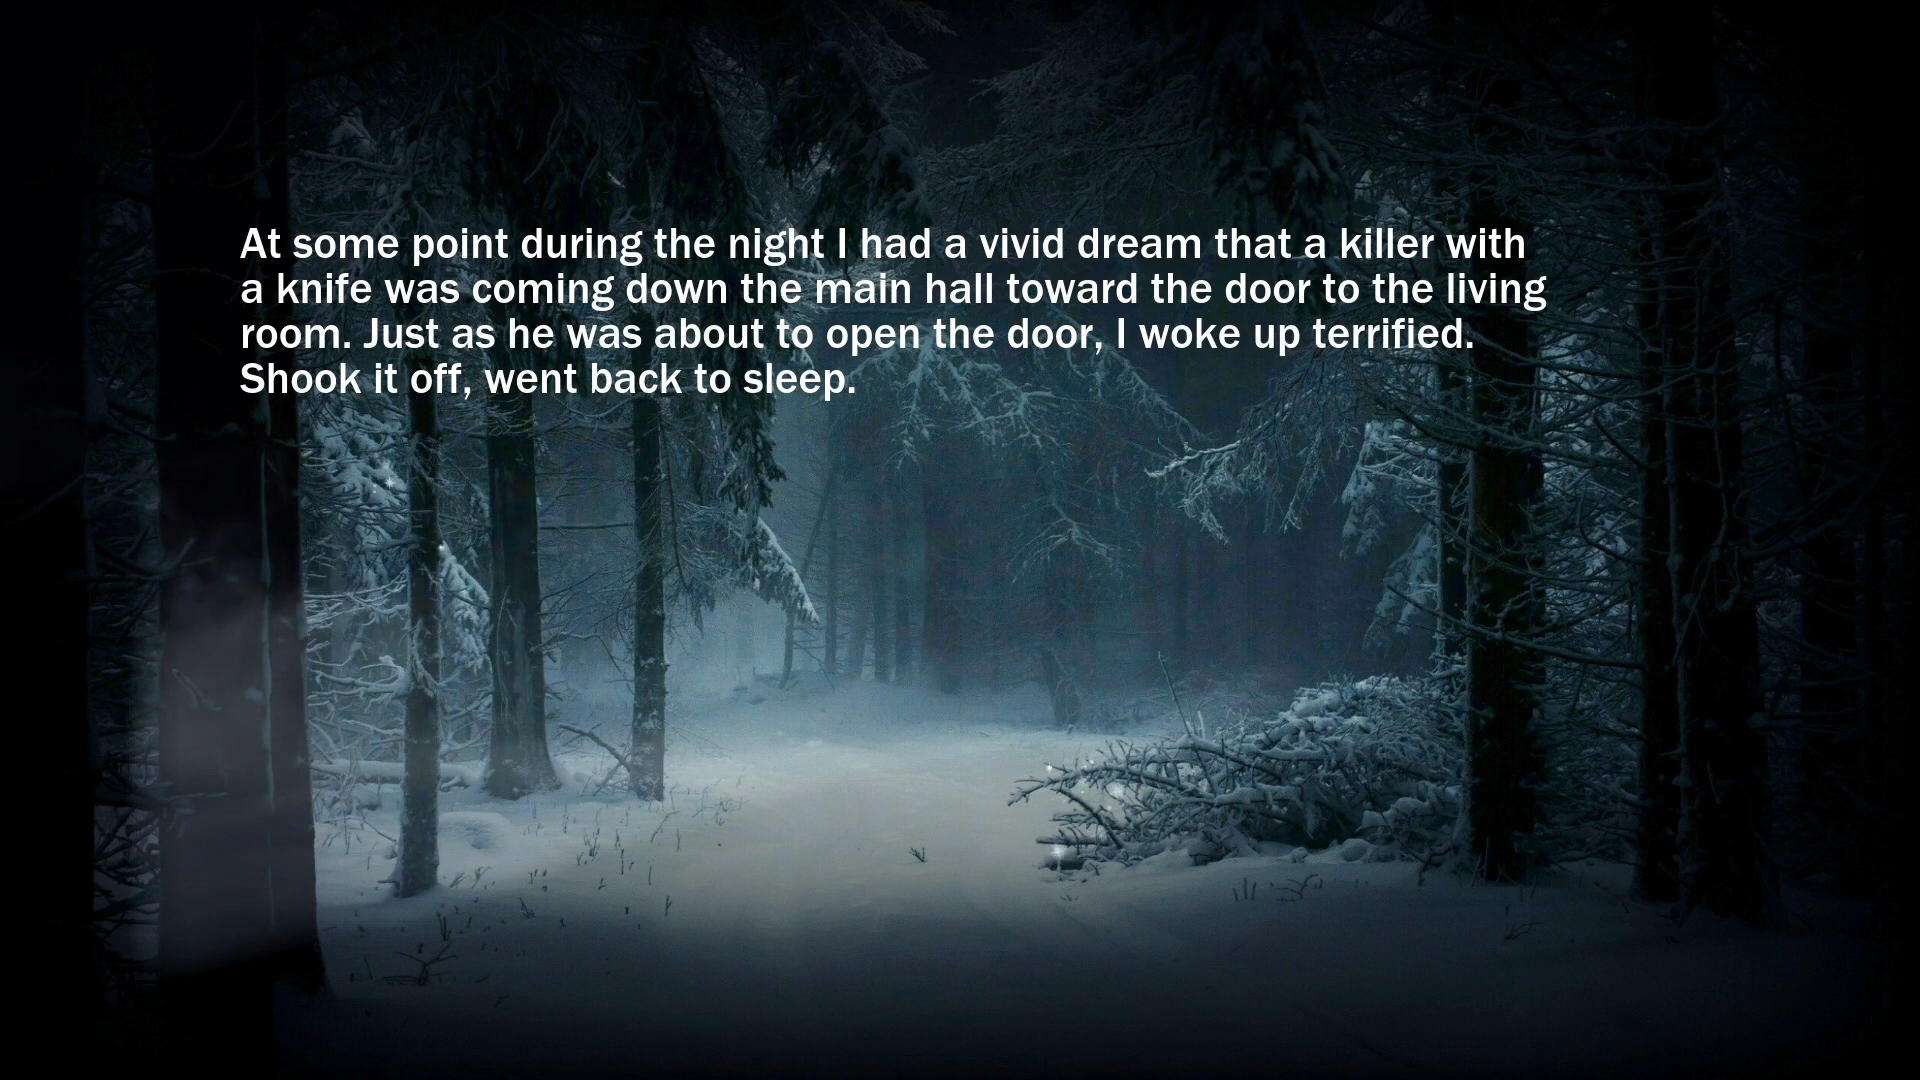 At some point during the night I had a vivid dream that a killer with
a knife was coming down the main hall toward the door to the living
room. Just as he was about to open the door, I woke up terrified.
Shook it off, went back to sleep.